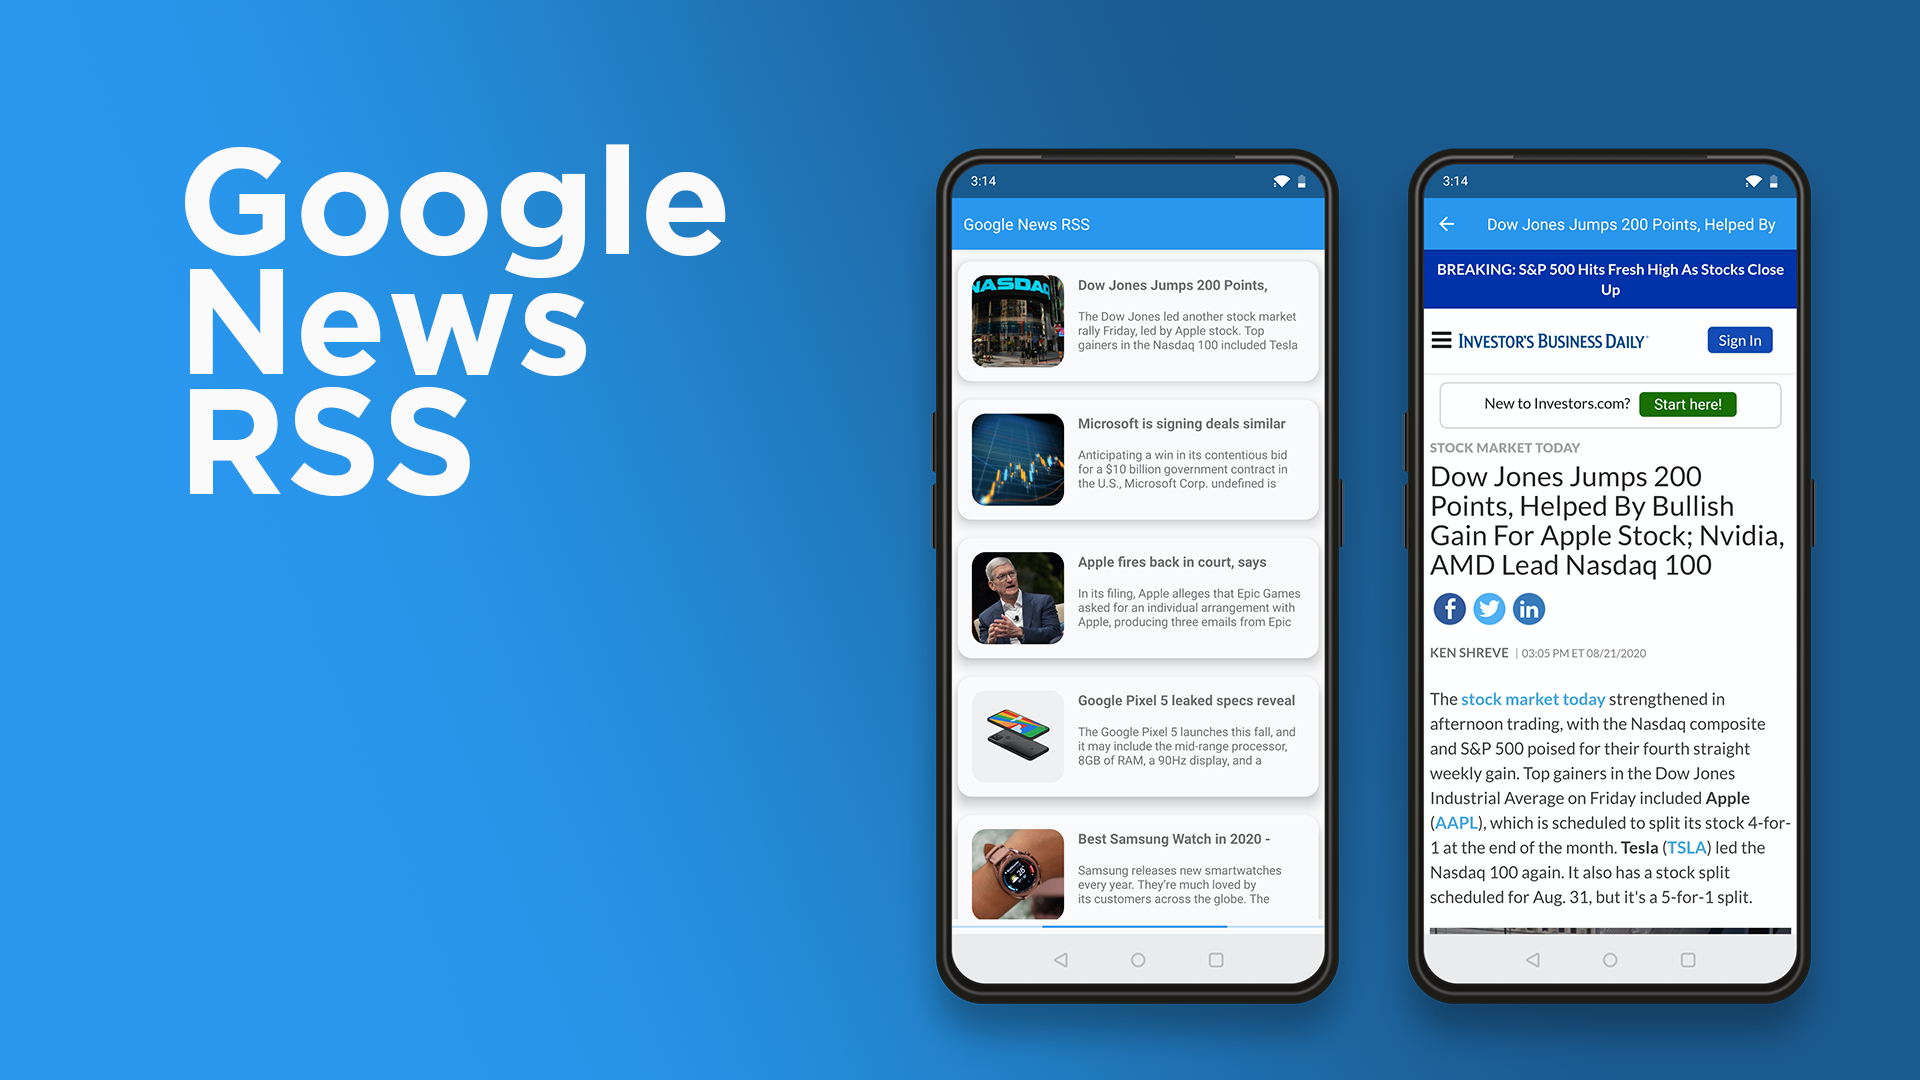 Google
News
RSS
3:14
Google News RSS
NASDAQ
Dow Jones Jumps 200 Points,
The Dow Jones led another stock market
rally Friday, led by Apple stock. Top
gainers in the Nasdaq 100 included Tesla
Microsoft is signing deals similar
Anticipating a win in its contentious bid
for a $10 billion government contract in
the U.S., Microsoft Corp. undefined is
Apple fires back in court, says
In its filing, Apple alleges that Epic Games
asked for an individual arrangement with
Apple, producing three emails from Epic
Google Pixel 5 leaked specs reveal
The Google Pixel 5 launches this fall, and
it may include the mid-range processor,
8GB of RAM, a 90Hz display, and a
Best Samsung Watch in 2020 -
Samsung releases new smartwatches
every year. They're much loved by
its customers across the globe. The
3:14
Dow Jones Jumps 200 Points, Helped By
BREAKING: S&P 500 Hits Fresh High As Stocks Close
Up
INVESTOR'S BUSINESS DAILY
Sign In
New to Investors.com? Start here!
STOCK MARKET TODAY
Dow Jones Jumps 200
Points, Helped By Bullish
Gain For Apple Stock; Nvidia,
AMD Lead Nasdaq 100
KEN SHREVE | 03:05 PM ET 08/21/2020
The stock market today strengthened in
afternoon trading, with the Nasdaq composite
and S&P 500 poised for their fourth straight
weekly gain. Top gainers in the Dow Jones
Industrial Average on Friday included Apple
(AAPL), which is scheduled to split its stock 4-for-
1 at the end of the month. Tesla (TSLA) led the
Nasdaq 100 again. It also has a stock split
scheduled for Aug. 31, but it's a 5-for-1 split.